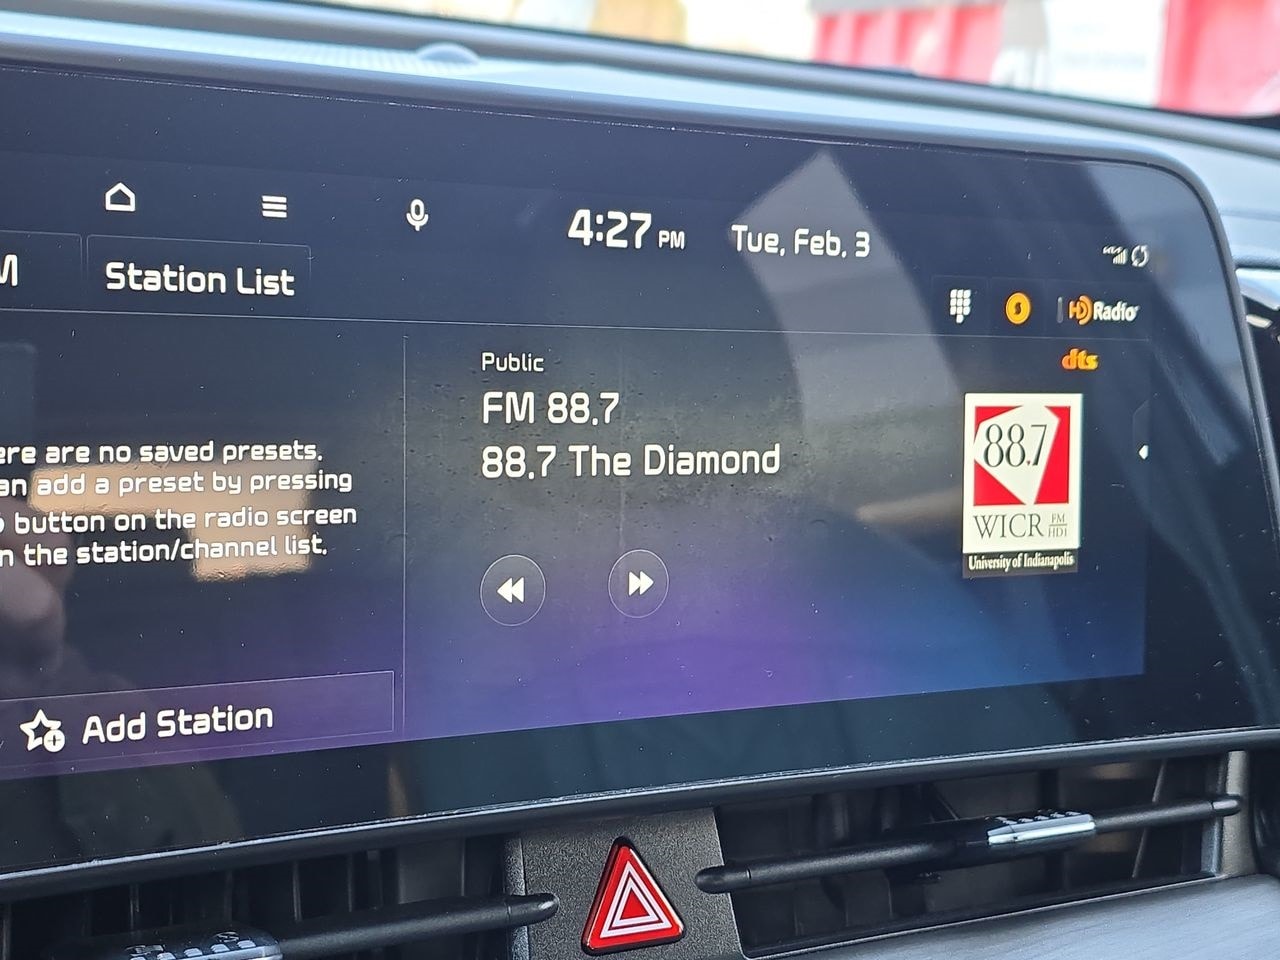 4:27 PM Tue, Feb. 3
M
Station List
HD Radio
dts
Public
FM 88.7
88.7 The Diamond
88.7
WICR FM HD1
University of Indianapolis
ere are no saved presets.
an add a preset by pressing
button on the radio screen
n the station/channel list.
Add Station